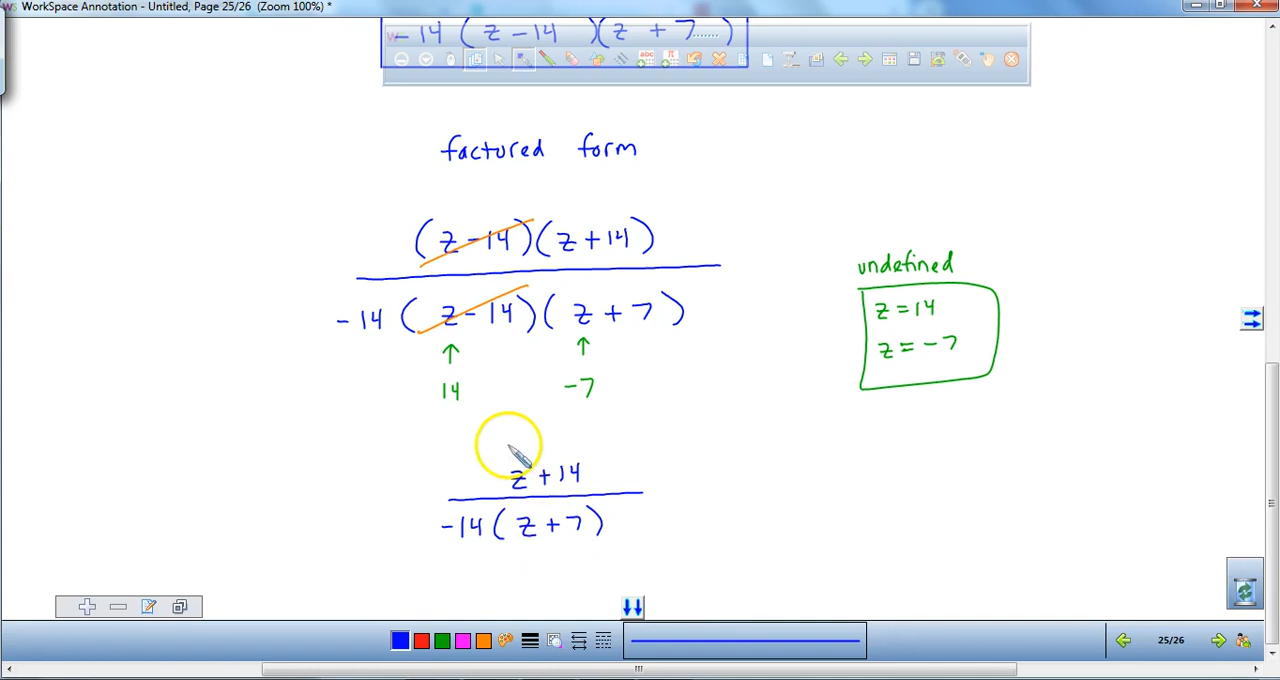 WorkSpace Annotation - Untitled, Page 25/26 (Zoom 100%) *
-14 (z -14 )(z + 7......)
factored form
(z-14)(z+14)
-14 (z-14)(z+7)
↑ ↑
14 -7
undefined
z = 14
z = -7
z+14
-14(z+7)
25/26